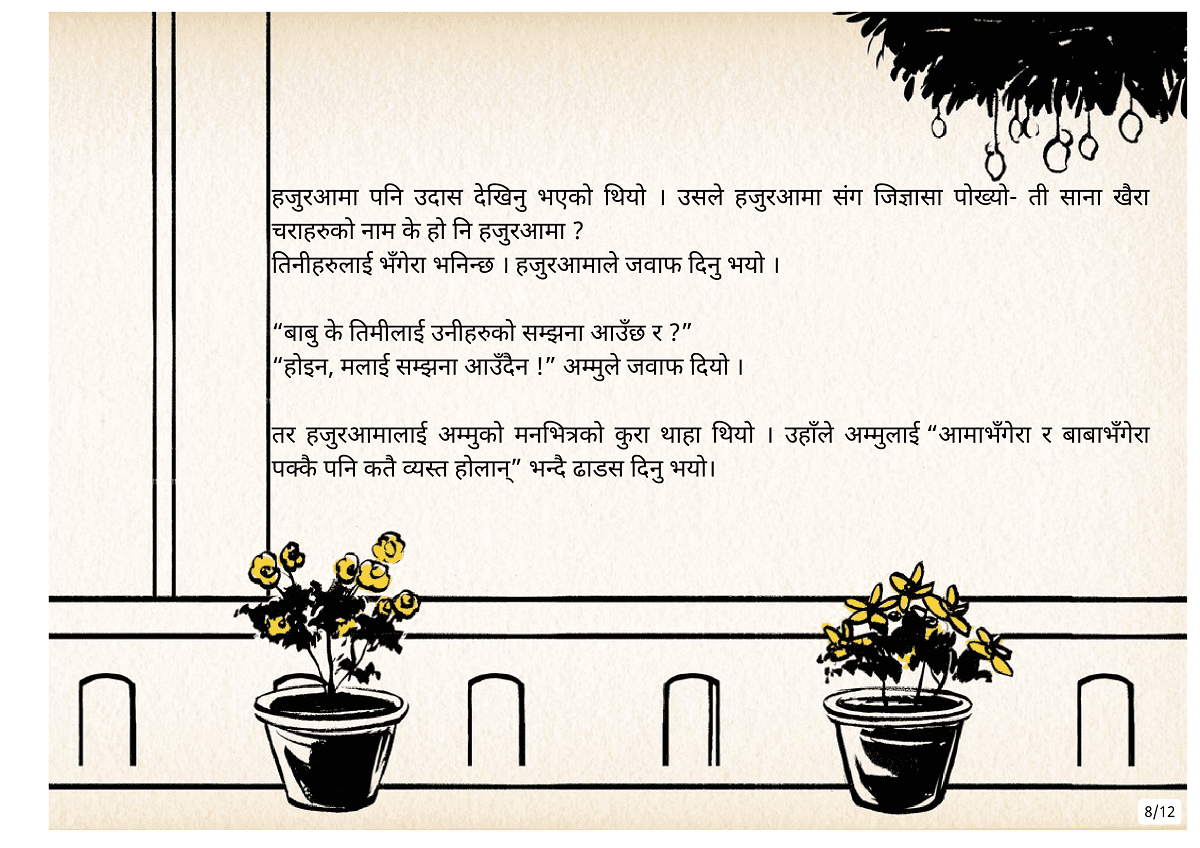 हजुरआमा पनि उदास देखिनु भएको थियो । उसले हजुरआमा संग जिज्ञासा पोख्यो- ती साना खैरा
चराहरुको नाम के हो नि हजुरआमा ?
तिनीहरुलाई भँगेरा भनिन्छ । हजुरआमाले जवाफ दिनु भयो ।
“बाबु के तिमीलाई उनीहरुको सम्झना आउँछ र ?”
“होइन, मलाई सम्झना आउँदैन !” अम्मुले जवाफ दियो ।
तर हजुरआमालाई अम्मुको मनभित्रको कुरा थाहा थियो । उहाँले अम्मुलाई “आमाभँगेरा र बाबाभँगेरा
पक्कै पनि कतै व्यस्त होलान्” भन्दै ढाडस दिनु भयो।
8/12